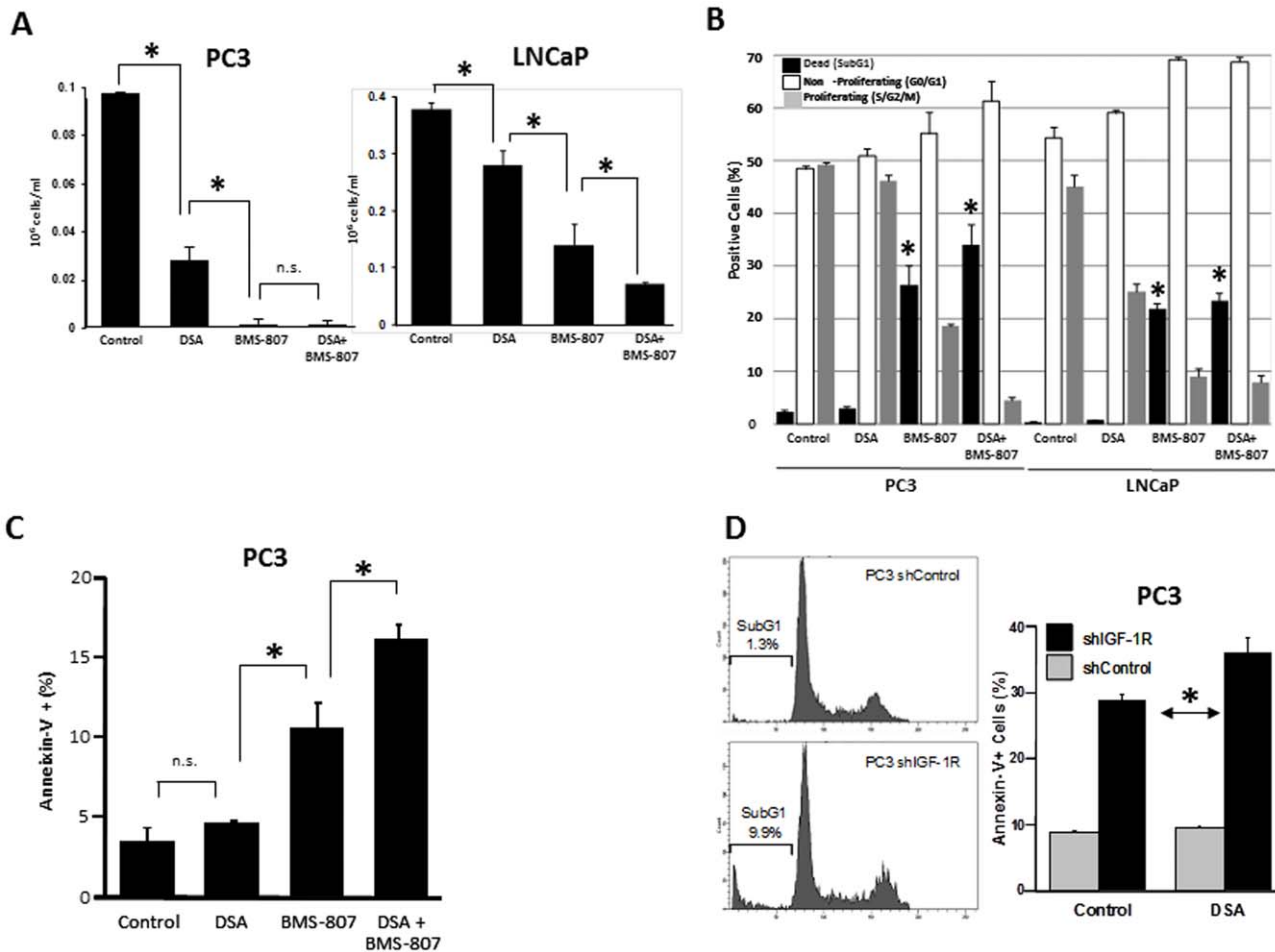 A
PC3
LNCaP
*
*
n.s.
*
*
*
0.1
0.08
0.06
0.04
0.02
0
10⁶ cells/ml
Control
DSA
BMS-807
DSA+
BMS-807
0.4
0.3
0.2
0.1
0
10⁶ cells/ml
Control
DSA
BMS-807
DSA+
BMS-807
B
70
60
50
40
30
20
10
0
Positive Cells (%)
Dead (SubG1)
Non -Proliferating (G0/G1)
Proliferating (S/G2/M)
*
*
*
*
Control
DSA
BMS-807
DSA+
BMS-807
Control
DSA
BMS-807
DSA+
BMS-807
PC3
LNCaP
C
PC3
20
15
10
5
0
Anneixin-V + (%)
n.s.
*
*
Control
DSA
BMS-807
DSA +
BMS-807
D
PC3 shControl
SubG1
1.3%
Count
PC3 shIGF-1R
SubG1
9.9%
Count
PC3
40
30
20
10
0
Annexin-V+ Cells (%)
shIGF-1R
shControl
*
Control
DSA